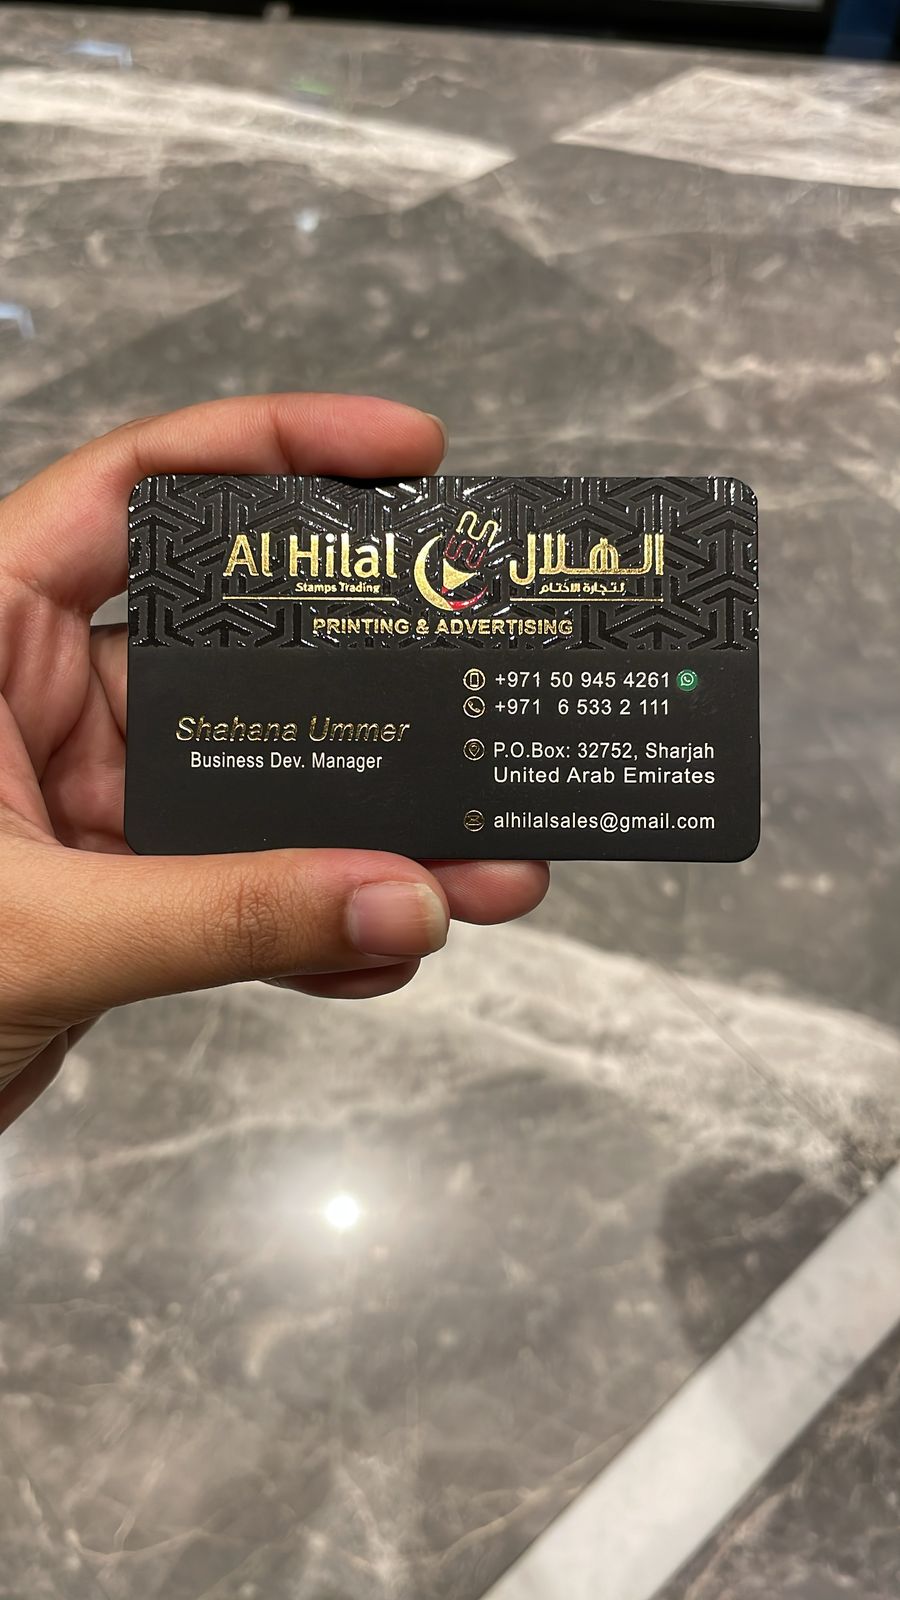 Al Hilal
Stamps Trading
الهلال
لتجارة الاختام
PRINTING & ADVERTISING
+971 50 945 4261
+971 6 533 2 111
Shahana Ummer
Business Dev. Manager
P.O.Box: 32752, Sharjah
United Arab Emirates
alhilalsales@gmail.com